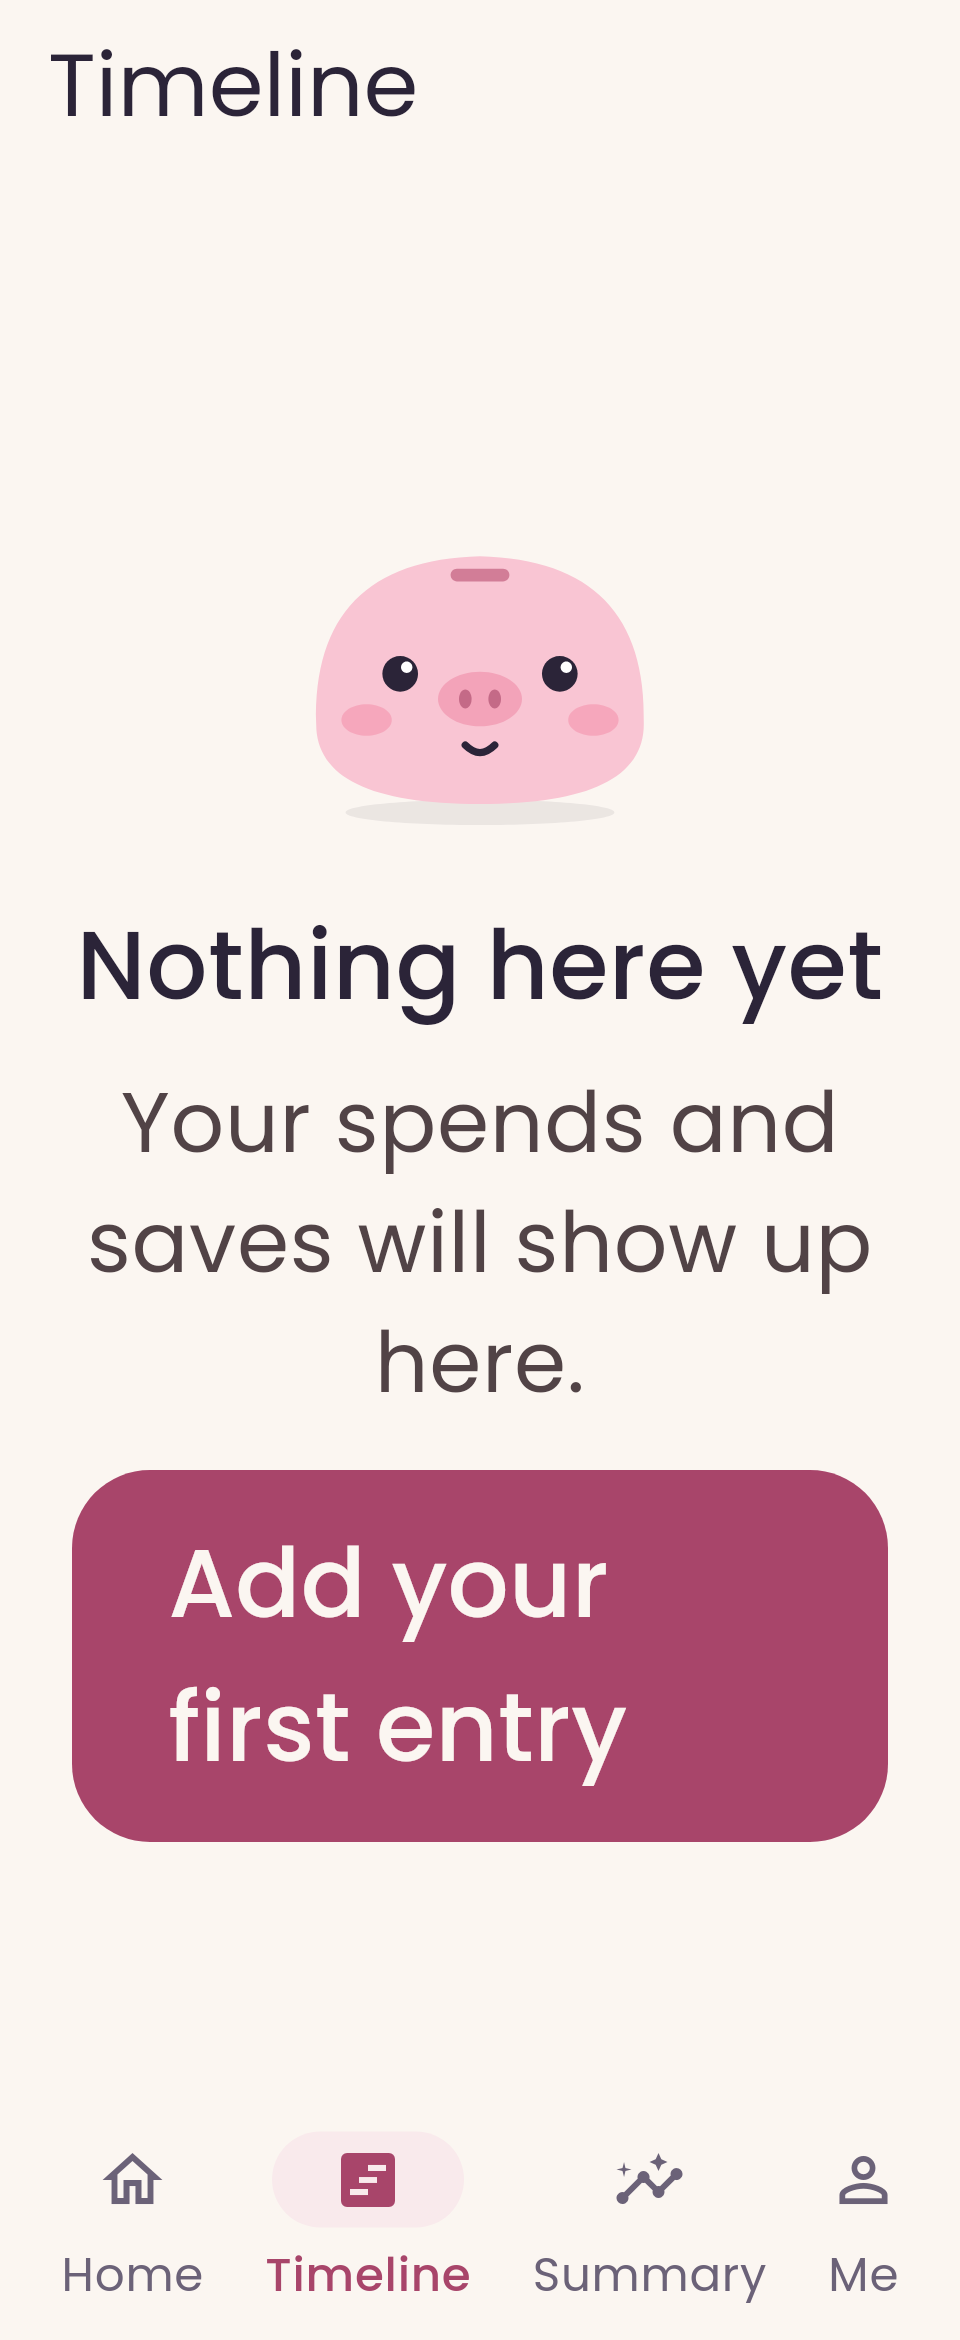 Timeline
Nothing here yet
Your spends and
saves will show up
here.
Add your
first entry
Home
Timeline
Summary
Me